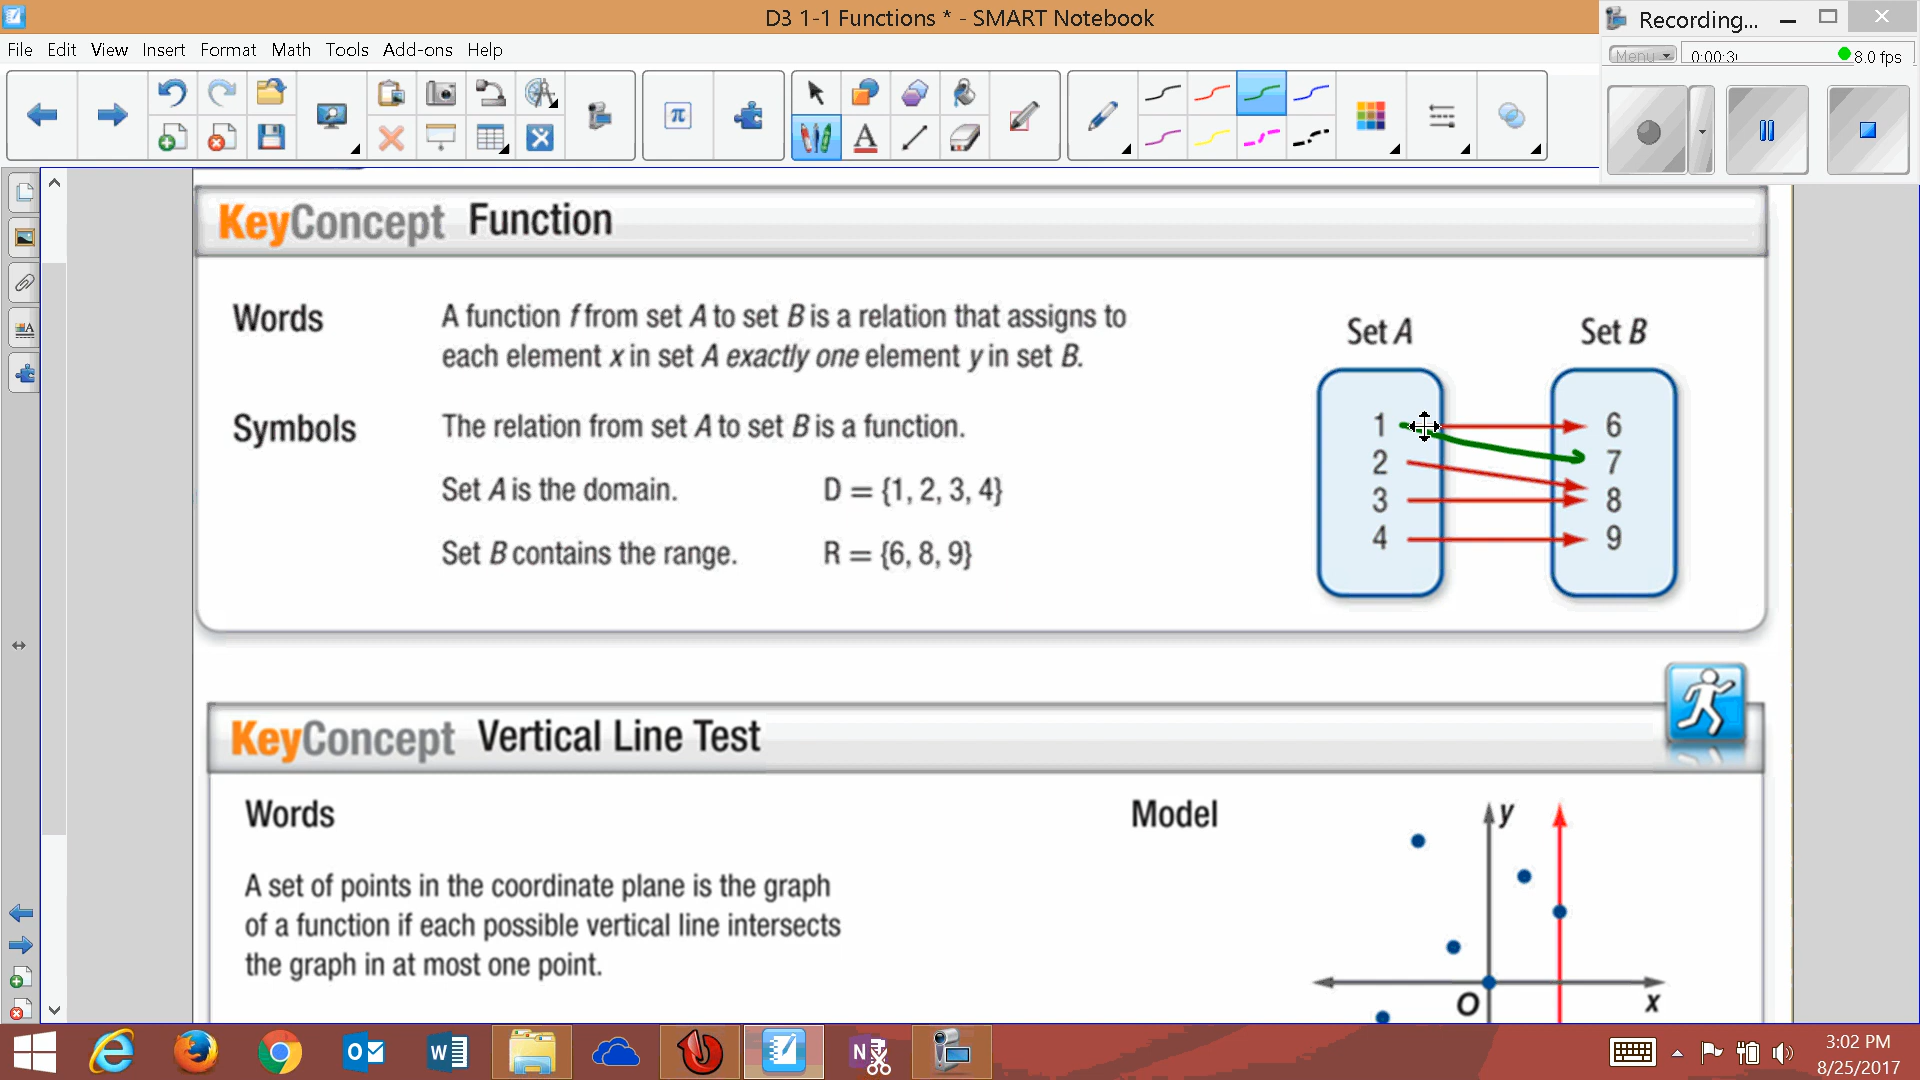 D3 1-1 Functions * - SMART Notebook
Recording...
File Edit View Insert Format Math Tools Add-ons Help
Menu
0:00:3
8.0 fps
π
A
KeyConcept Function
Words
A function f from set A to set B is a relation that assigns to
each element x in set A exactly one element y in set B.
Symbols
The relation from set A to set B is a function.
Set A is the domain. D = {1, 2, 3, 4}
Set B contains the range. R = {6, 8, 9}
Set A Set B
1 6
2 7
3 8
4 9
KeyConcept Vertical Line Test
Words
A set of points in the coordinate plane is the graph
of a function if each possible vertical line intersects
the graph in at most one point.
Model
y
O x
3:02 PM
8/25/2017